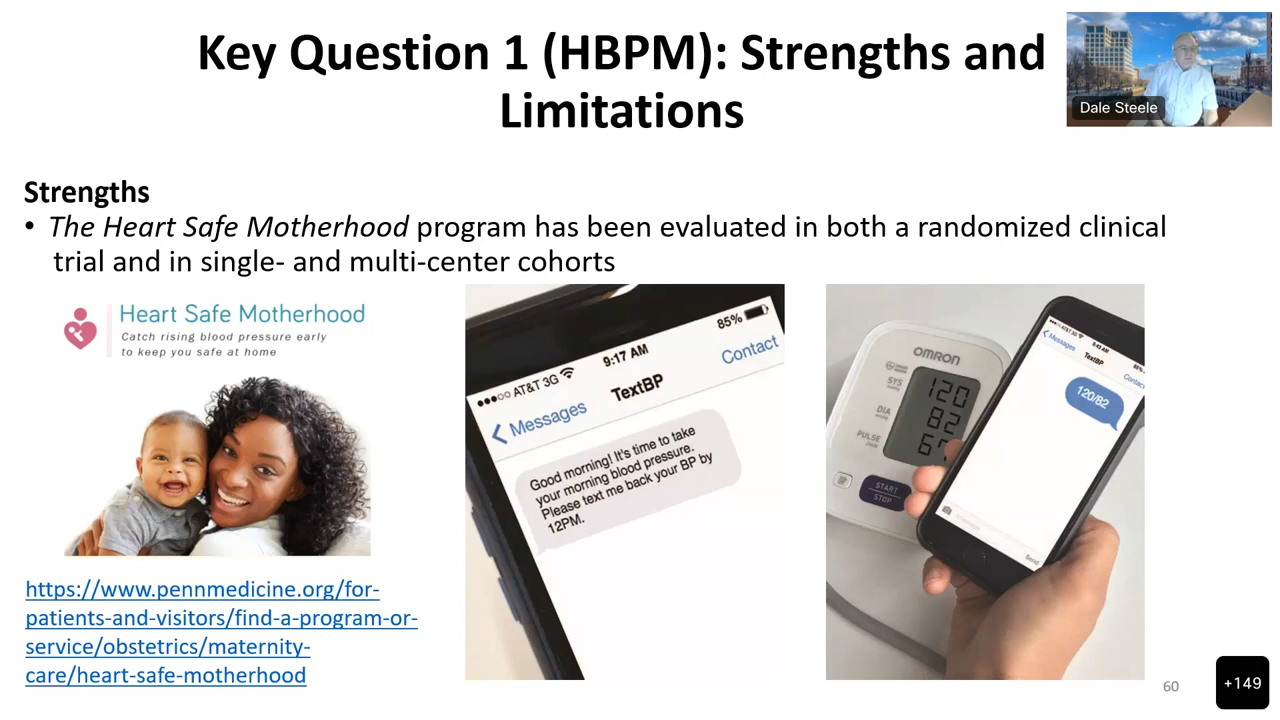 Key Question 1 (HBPM): Strengths and
Limitations
Dale Steele
Strengths
• The Heart Safe Motherhood program has been evaluated in both a randomized clinical
trial and in single- and multi-center cohorts
Heart Safe Motherhood
Catch rising blood pressure early
to keep you safe at home
https://www.pennmedicine.org/for-
patients-and-visitors/find-a-program-or-
service/obstetrics/maternity-
care/heart-safe-motherhood
AT&T 3G
9:17 AM
85%
Messages
TextBP
Contact
Good morning! It's time to take
your morning blood pressure.
Please text me back your BP by
12PM.
OMRON
SYS
120
DIA
82
PULSE
67
START
STOP
Messages
TextBP
120/82
Send
60
+149